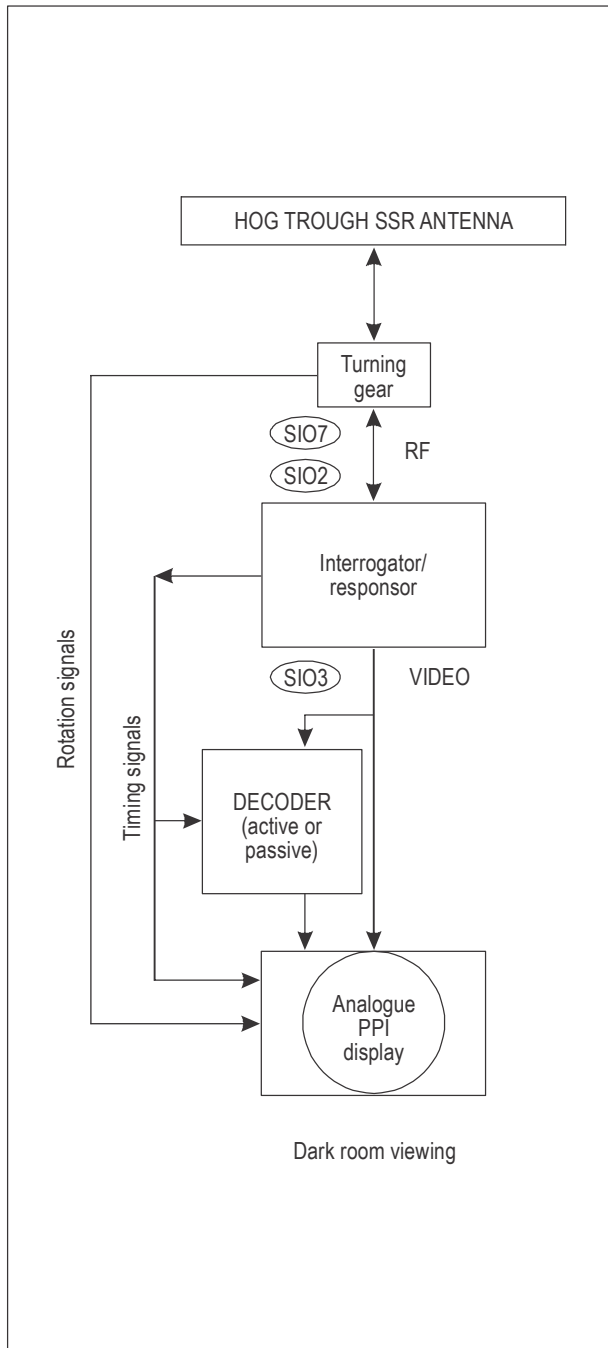 HOG TROUGH SSR ANTENNA
Turning
gear
SIO7
RF
SIO2
Interrogator/
responsor
SIO3
VIDEO
Rotation signals
Timing signals
DECODER
(active or
passive)
Analogue
PPI
display
Dark room viewing